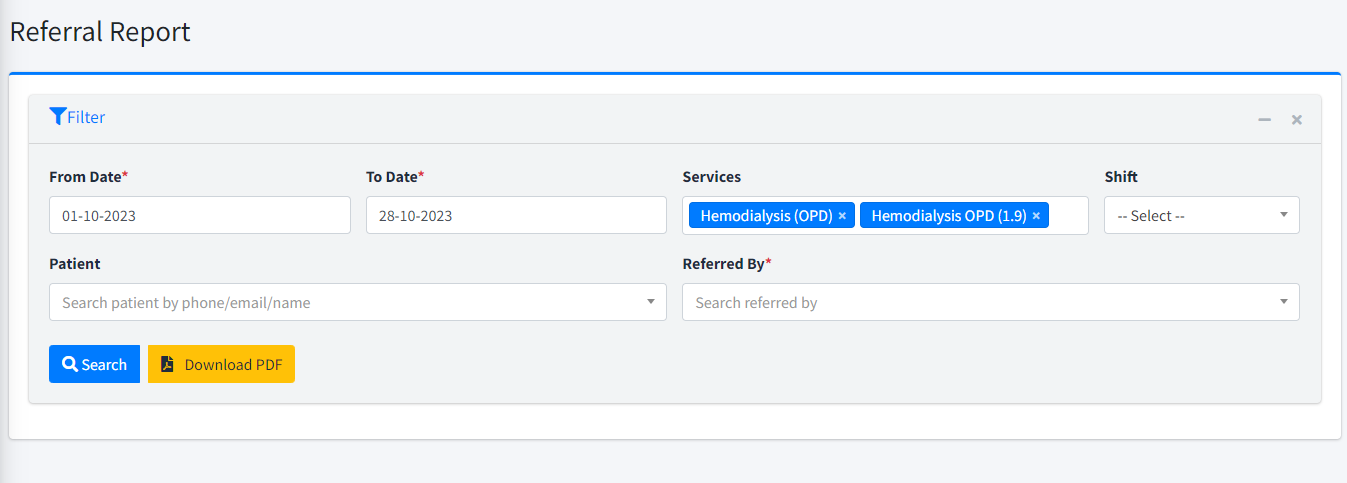 Referral Report
Filter
From Date* To Date* Services Shift
01-10-2023 28-10-2023 Hemodialysis (OPD) × Hemodialysis OPD (1.9) × -- Select --
Patient Referred By*
Search patient by phone/email/name Search referred by
Search Download PDF